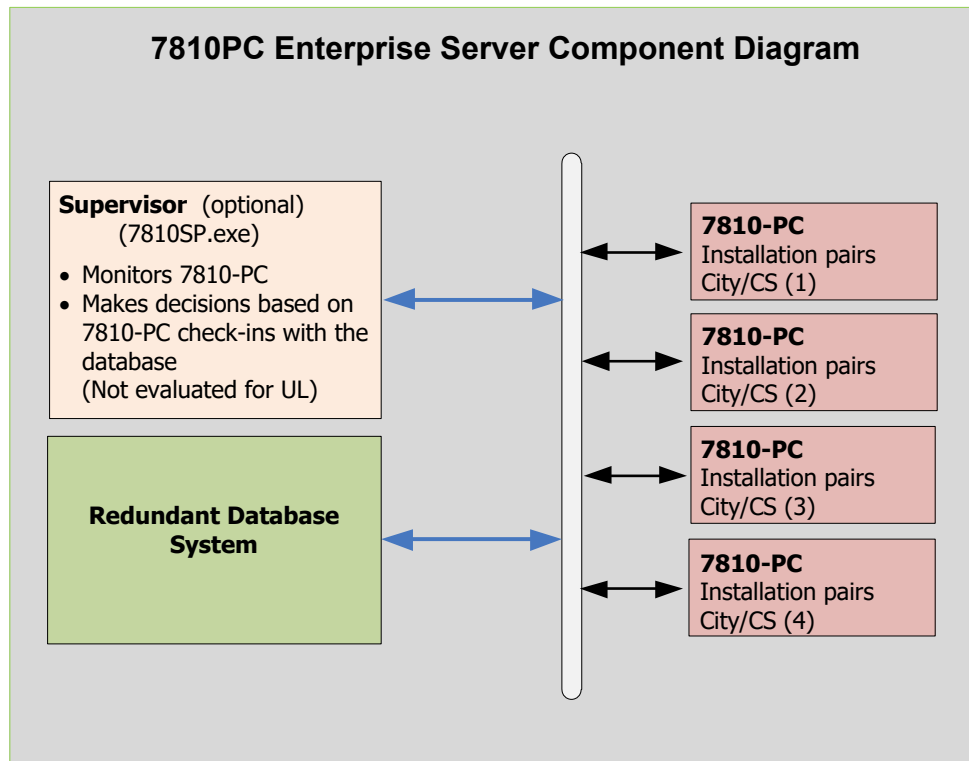 7810PC Enterprise Server Component Diagram
Supervisor (optional)
(7810SP.exe)
• Monitors 7810-PC
• Makes decisions based on
7810-PC check-ins with the
database
(Not evaluated for UL)
Redundant Database
System
7810-PC
Installation pairs
City/CS (1)
7810-PC
Installation pairs
City/CS (2)
7810-PC
Installation pairs
City/CS (3)
7810-PC
Installation pairs
City/CS (4)